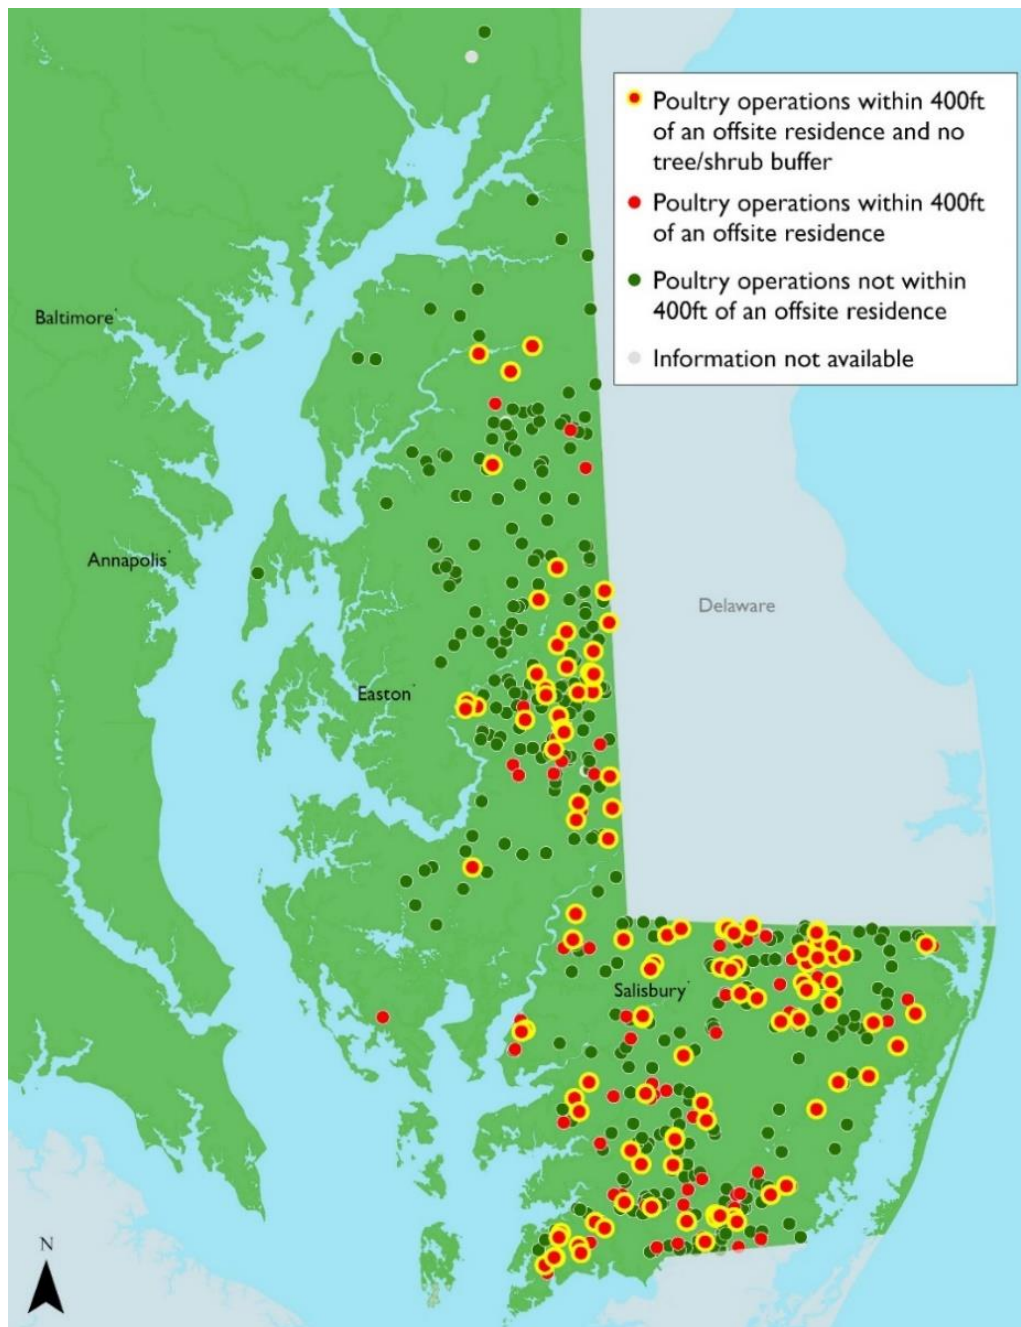 Poultry operations within 400ft
of an offsite residence and no
tree/shrub buffer
Poultry operations within 400ft
of an offsite residence
Poultry operations not within
400ft of an offsite residence
Information not available
Baltimore
Annapolis
Delaware
Easton
Salisbury
N